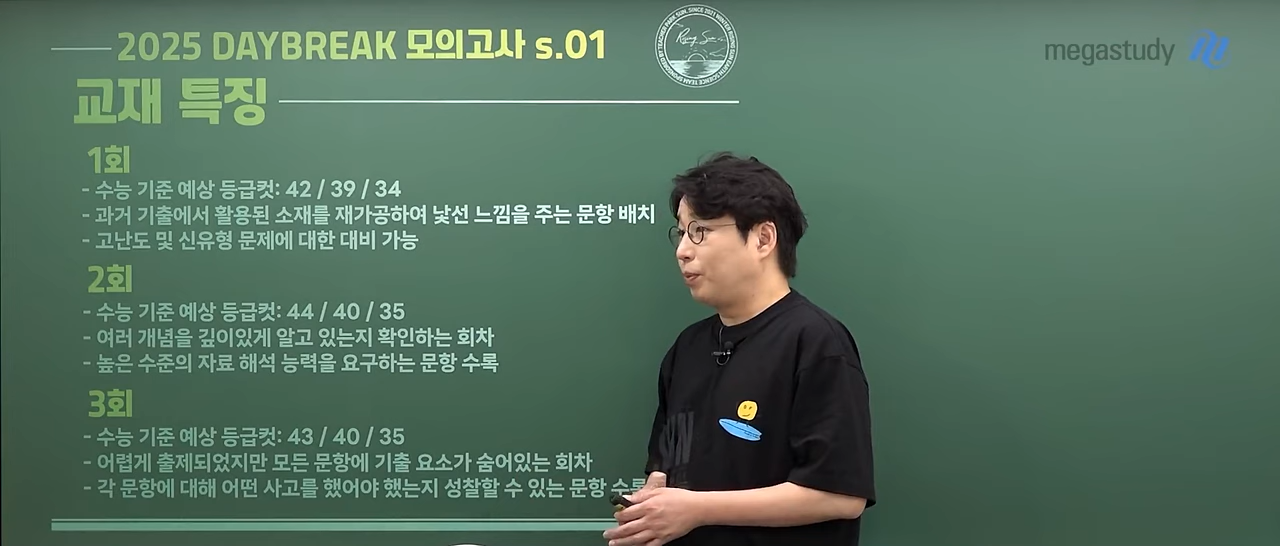 2025 DAYBREAK 모의고사 s.01
megastudy
교재 특징
1회
- 수능 기준 예상 등급컷: 42 / 39 / 34
- 과거 기출에서 활용된 소재를 재가공하여 낯선 느낌을 주는 문항 배치
- 고난도 및 신유형 문제에 대한 대비 가능
2회
- 수능 기준 예상 등급컷: 44 / 40 / 35
- 여러 개념을 깊이있게 알고 있는지 확인하는 회차
- 높은 수준의 자료 해석 능력을 요구하는 문항 수록
3회
- 수능 기준 예상 등급컷: 43 / 40 / 35
- 어렵게 출제되었지만 모든 문항에 기출 요소가 숨어있는 회차
- 각 문항에 대해 어떤 사고를 했어야 했는지 성찰할 수 있는 문항 수록